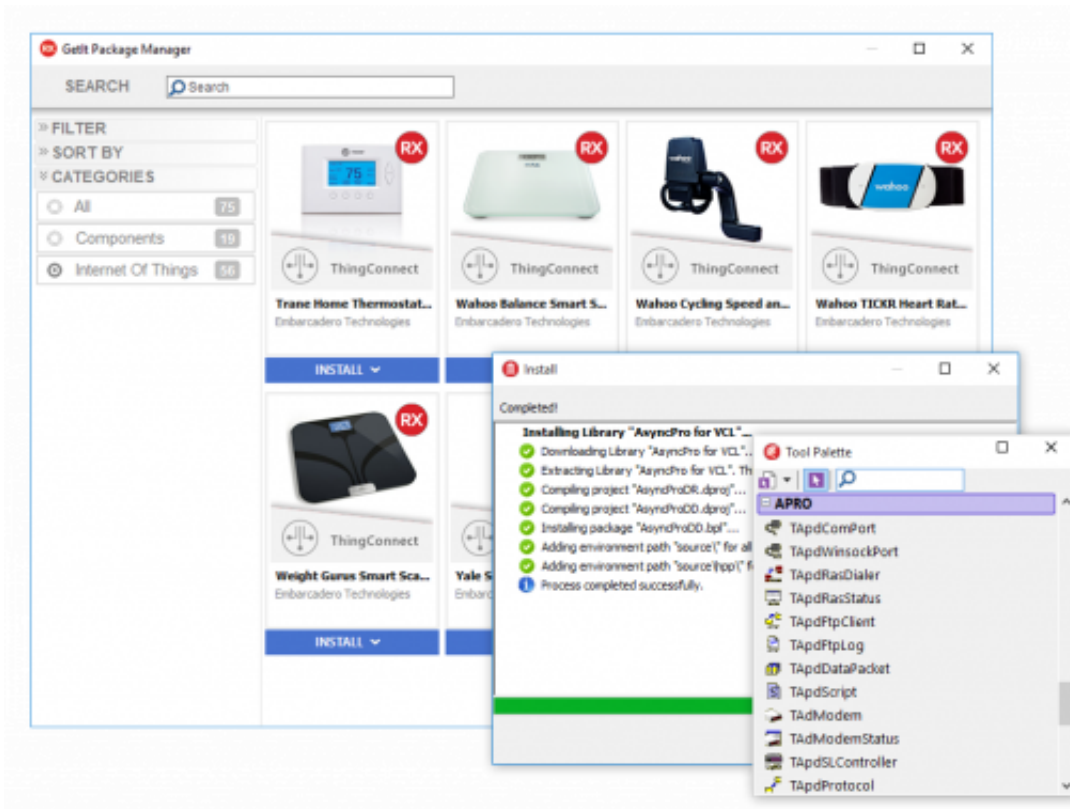 GetIt Package Manager
SEARCH
Search
FILTER
SORT BY
CATEGORIES
All 75
Components 19
Internet Of Things 56
RX
RX
RX
RX
75
wahoo
ThingConnect
ThingConnect
ThingConnect
ThingConnect
Trane Home Thermostat...
Wahoo Balance Smart S...
Wahoo Cycling Speed an...
Wahoo TICKR Heart Rat...
Embarcadero Technologies
Embarcadero Technologies
Embarcadero Technologies
Embarcadero Technologies
INSTALL
RX
ThingConnect
Weight Gurus Smart Sca...
Yale S
Embarcadero Technologies
Embarc
INSTALL
Install
Completed!
Installing Library "AsyncPro for VCL"...
Downloading Library "AsyncPro for VCL"..
Extracting Library "AsyncPro for VCL". Th
Compiling project "AsyncProDR.dproj"...
Compiling project "AsyncProDD.dproj"...
Installing package "AsyncProDD.bpl"....
Adding environment path "source\(" for all
Adding environment path "source\hpp\(" f
Process completed successfully.
Tool Palette
APRO
TApdComPort
TApdWinsockPort
TApdRasDialer
TApdRasStatus
TApdFtpClient
TApdFtpLog
TApdDataPacket
TApdScript
TAdModem
TAdModemStatus
TApdSLController
TApdProtocol